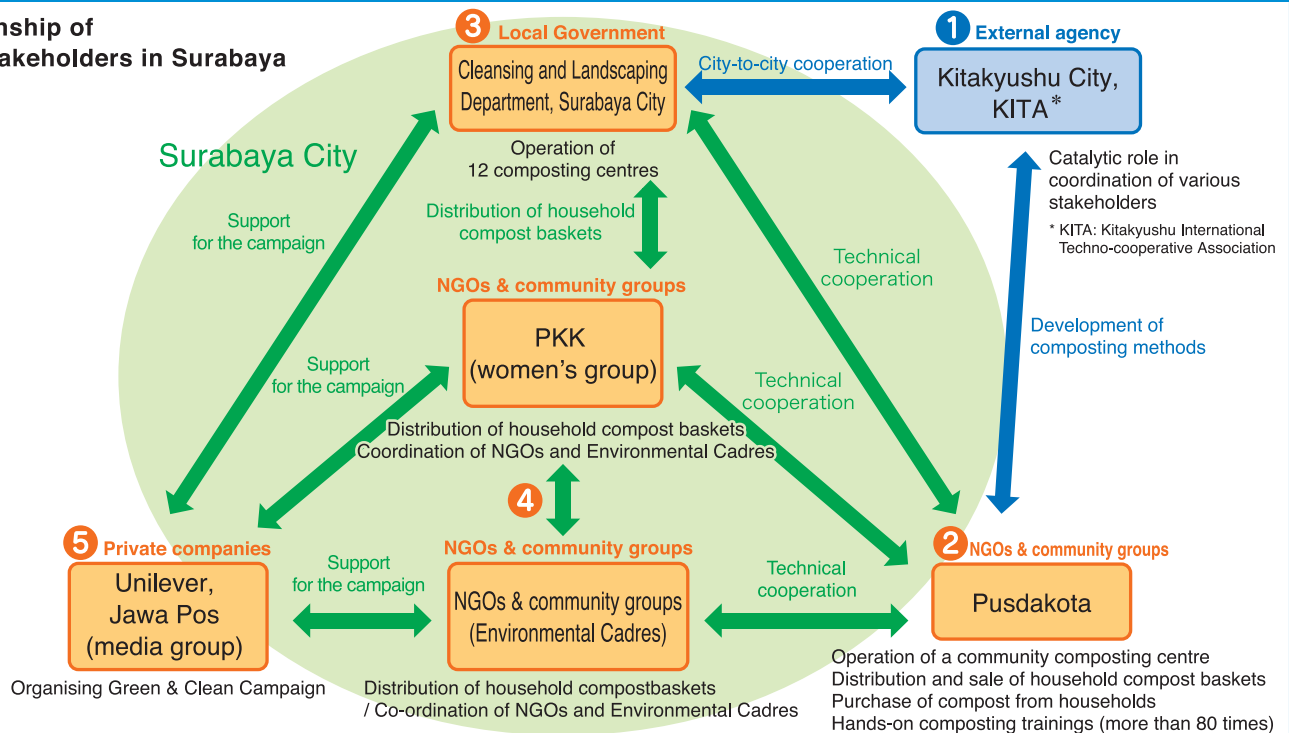 nship of
akeholders in Surabaya
3 Local Government
Cleansing and Landscaping
Department, Surabaya City
Operation of
12 composting centres
City-to-city cooperation
1 External agency
Kitakyushu City,
KITA*
Catalytic role in
coordination of various
stakeholders
* KITA: Kitakyushu International
Techno-cooperative Association
Surabaya City
Support
for the campaign
Distribution of household
compost baskets
Technical
cooperation
Development of
composting methods
NGOs & community groups
PKK
(women's group)
Support
for the campaign
Technical
cooperation
Distribution of household compost baskets
Coordination of NGOs and Environmental Cadres
4
5 Private companies
Unilever,
Jawa Pos
(media group)
Organising Green & Clean Campaign
Support
for the campaign
NGOs & community groups
NGOs & community groups
(Environmental Cadres)
Distribution of household compostbaskets
/ Co-ordination of NGOs and Environmental Cadres
Technical
cooperation
2 NGOs & community groups
Pusdakota
Operation of a community composting centre
Distribution and sale of household compost baskets
Purchase of compost from households
Hands-on composting trainings (more than 80 times)